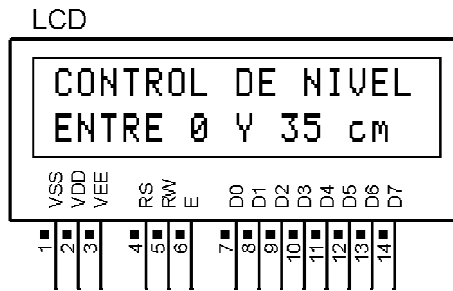 LCD
CONTROL DE NIVEL
ENTRE 0 Y 35 cm
VSS VDD VEE RS RW E D0 D1 D2 D3 D4 D5 D6 D7
1 2 3 4 5 6 7 8 9 10 11 12 13 14